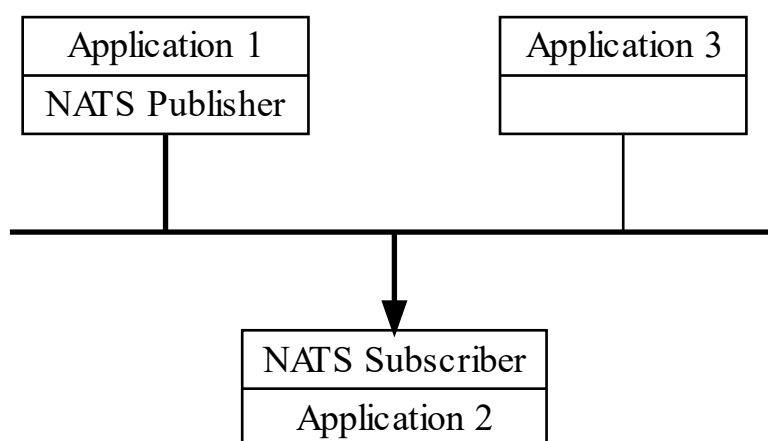 Application 1
NATS Publisher
Application 3
NATS Subscriber
Application 2